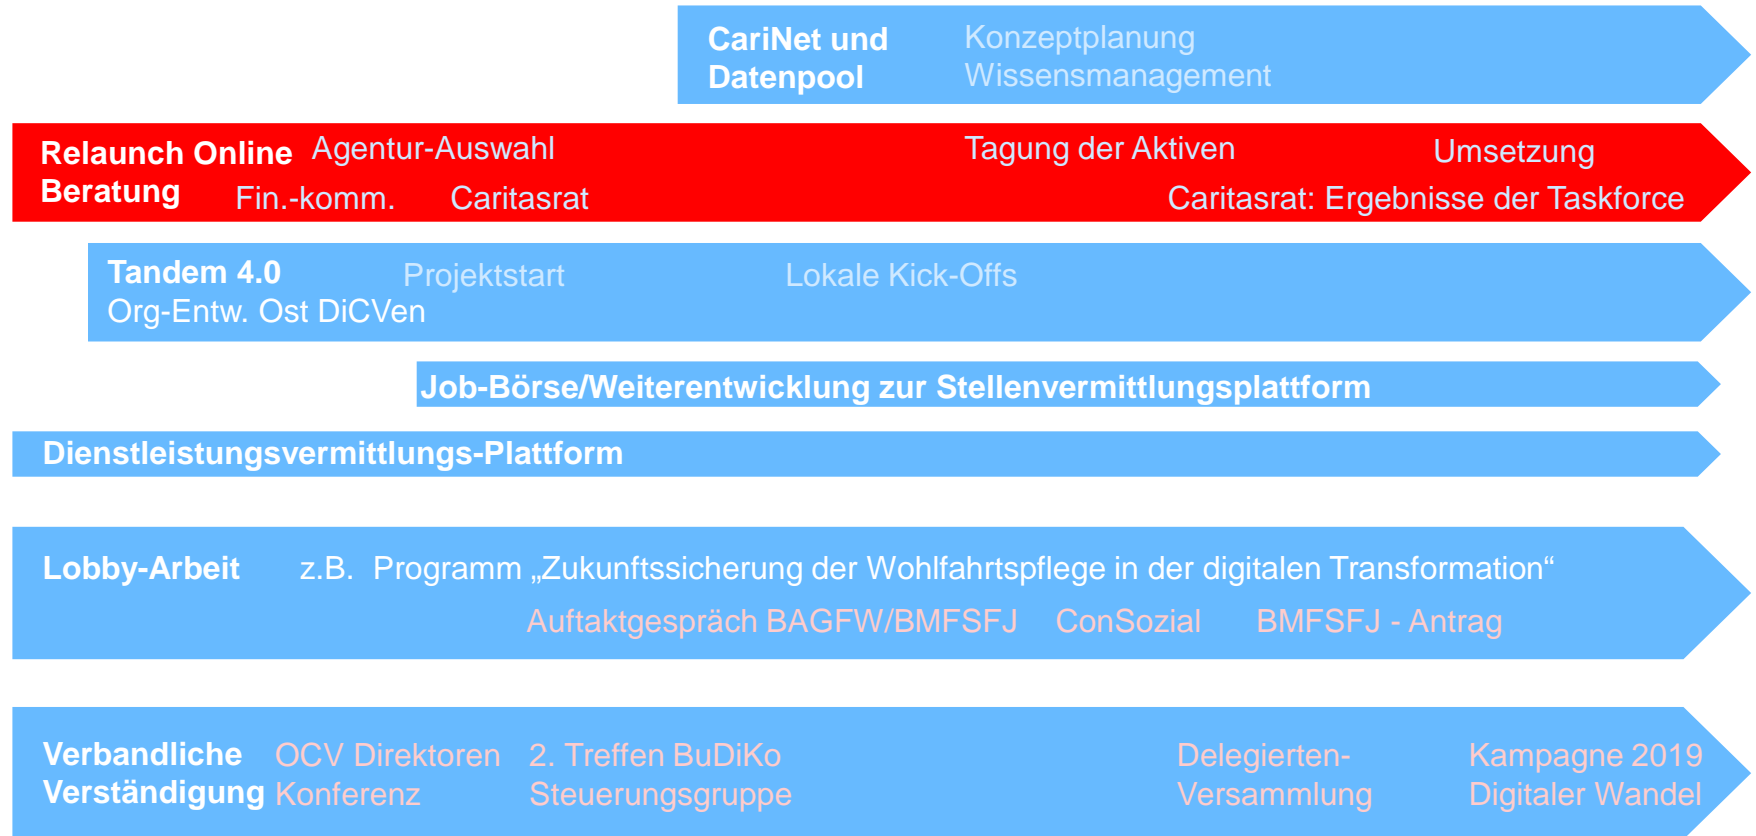 CariNet und
Datenpool
Konzeptplanung
Wissensmanagement
Relaunch Online
Beratung
Agentur-Auswahl
Tagung der Aktiven
Umsetzung
Fin.-komm.
Caritasrat
Caritasrat: Ergebnisse der Taskforce
Tandem 4.0
Projektstart
Lokale Kick-Offs
Org-Entw. Ost DiCVen
Job-Börse/Weiterentwicklung zur Stellenvermittlungsplattform
Dienstleistungsvermittlungs-Plattform
Lobby-Arbeit
z.B. Programm „Zukunftssicherung der Wohlfahrtspflege in der digitalen Transformation“
Auftaktgespräch BAGFW/BMFSFJ
ConSozial
BMFSFJ - Antrag
Verbandliche
Verständigung
OCV Direktoren
Konferenz
2. Treffen BuDiKo
Steuerungsgruppe
Delegierten-
Versammlung
Kampagne 2019
Digitaler Wandel